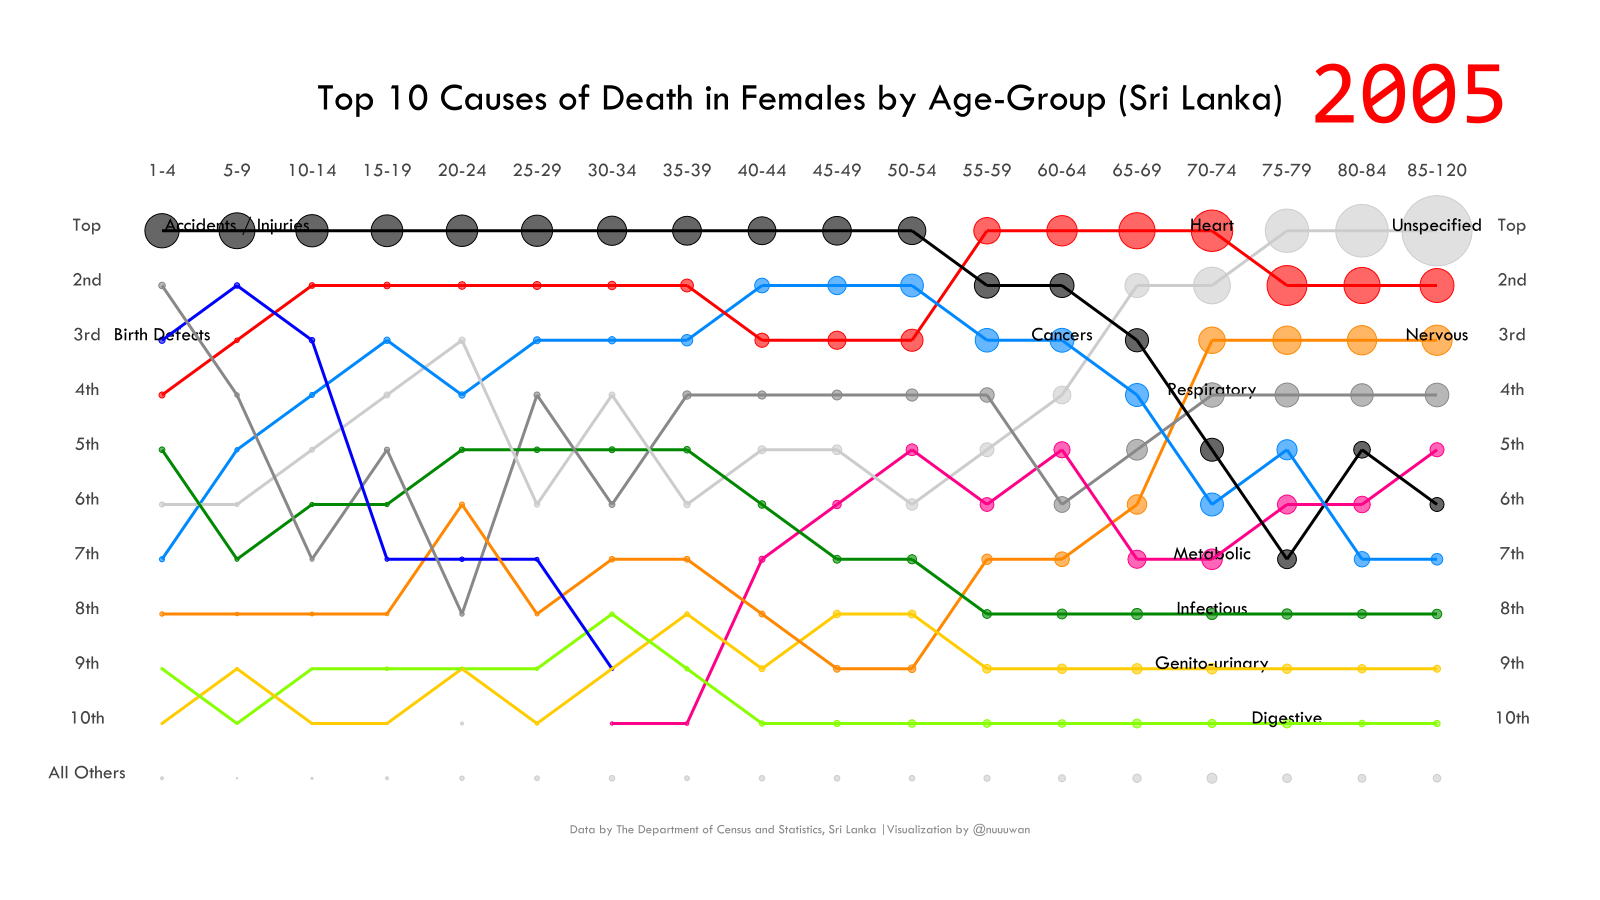 Top 10 Causes of Death in Females by Age-Group (Sri Lanka) 2005
1-4 5-9 10-14 15-19 20-24 25-29 30-34 35-39 40-44 45-49 50-54 55-59 60-64 65-69 70-74 75-79 80-84 85-120
Top Accidents / Injuries Heart Unspecified Top
2nd 2nd
3rd Birth Defects Cancers Nervous 3rd
4th Respiratory 4th
5th 5th
6th 6th
7th Metabolic 7th
8th Infectious 8th
9th Genito-urinary 9th
10th Digestive 10th
All Others
Data by The Department of Census and Statistics, Sri Lanka | Visualization by @nuuuwan